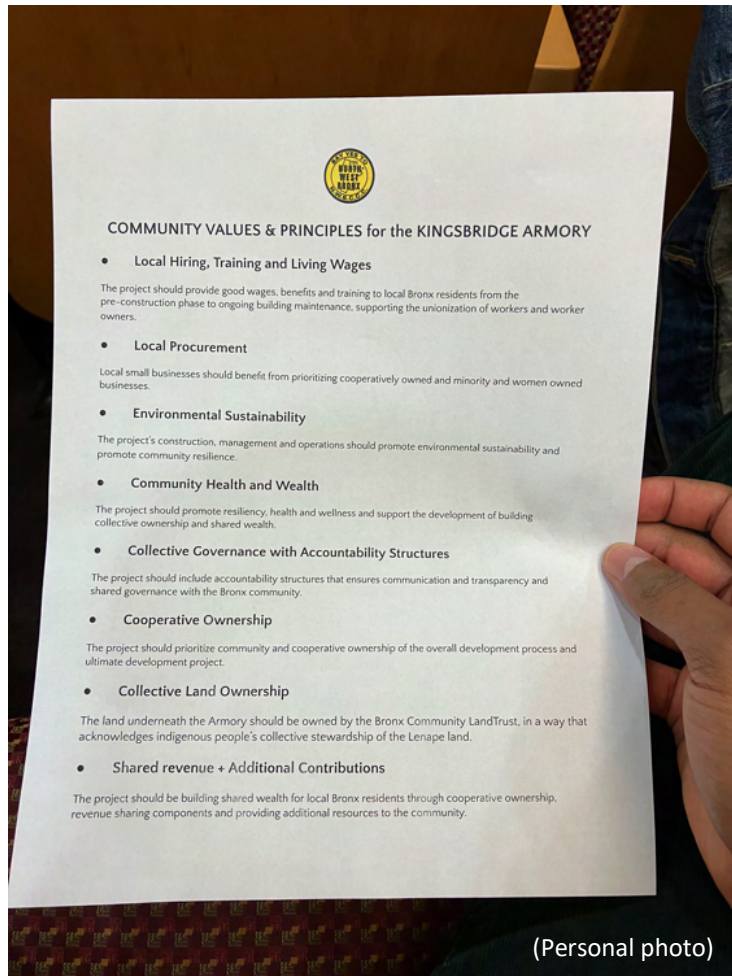 SAY YES TO
THE
NORTH
WEST
BRONX
N.W.B.C.C.C.
COMMUNITY VALUES & PRINCIPLES for the KINGSBRIDGE ARMORY
• Local Hiring, Training and Living Wages
The project should provide good wages, benefits and training to local Bronx residents from the
pre-construction phase to ongoing building maintenance, supporting the unionization of workers and worker
owners.
• Local Procurement
Local small businesses should benefit from prioritizing cooperatively owned and minority and women owned
businesses.
• Environmental Sustainability
The project's construction, management and operations should promote environmental sustainability and
promote community resilience.
• Community Health and Wealth
The project should promote resiliency, health and wellness and support the development of building
collective ownership and shared wealth.
• Collective Governance with Accountability Structures
The project should include accountability structures that ensures communication and transparency and
shared governance with the Bronx community.
• Cooperative Ownership
The project should prioritize community and cooperative ownership of the overall development process and
ultimate development project.
• Collective Land Ownership
The land underneath the Armory should be owned by the Bronx Community LandTrust, in a way that
acknowledges indigenous people's collective stewardship of the Lenape land.
• Shared revenue + Additional Contributions
The project should be building shared wealth for local Bronx residents through cooperative ownership,
revenue sharing components and providing additional resources to the community.
(Personal photo)